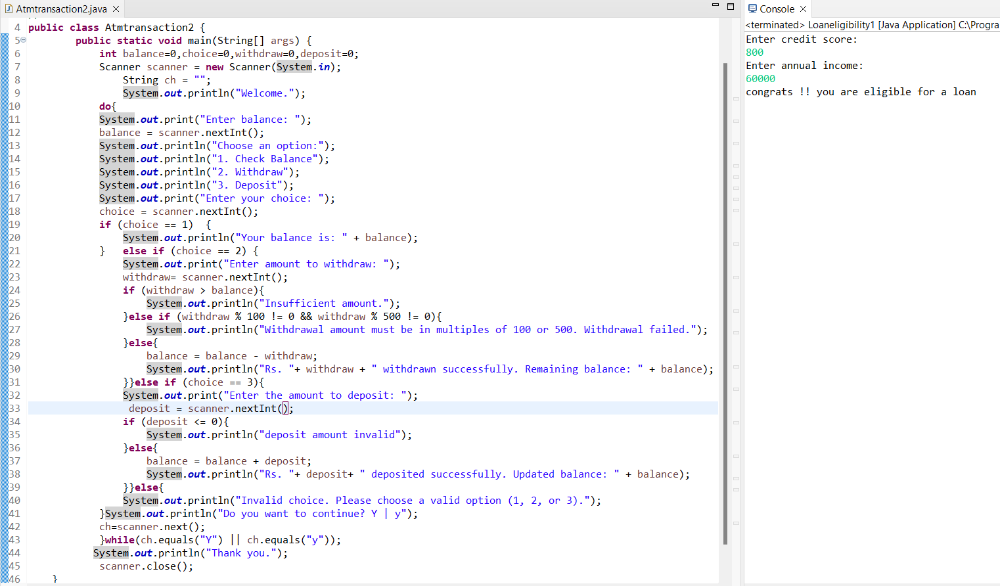 Atmtransaction2.java
4 public class Atmtransaction2 {
5 public static void main(String[] args) {
6 int balance=0,choice=0,withdraw=0,deposit=0;
7 Scanner scanner = new Scanner(System.in);
8 String ch = "";
9 System.out.println("Welcome.");
10 do{
11 System.out.print("Enter balance: ");
12 balance = scanner.nextInt();
13 System.out.println("Choose an option:");
14 System.out.println("1. Check Balance");
15 System.out.println("2. Withdraw");
16 System.out.println("3. Deposit");
17 System.out.print("Enter your choice: ");
18 choice = scanner.nextInt();
19 if (choice == 1)  {
20 System.out.println("Your balance is: " + balance);
21 }   else if (choice == 2) {
22 System.out.print("Enter amount to withdraw: ");
23 withdraw= scanner.nextInt();
24 if (withdraw > balance){
25 System.out.println("Insufficient amount.");
26 }else if (withdraw % 100 != 0 && withdraw % 500 != 0){
27 System.out.println("Withdrawal amount must be in multiples of 100 or 500. Withdrawal failed.");
28 }else{
29 balance = balance - withdraw;
30 System.out.println("Rs. "+ withdraw + " withdrawn successfully. Remaining balance: " + balance);
31 }}else if (choice == 3){
32 System.out.print("Enter the amount to deposit: ");
33 deposit = scanner.nextInt();
34 if (deposit <= 0){
35 System.out.println("deposit amount invalid");
36 }else{
37 balance = balance + deposit;
38 System.out.println("Rs. "+ deposit+ " deposited successfully. Updated balance: " + balance);
39 }}else{
40 System.out.println("Invalid choice. Please choose a valid option (1, 2, or 3).");
41 }System.out.println("Do you want to continue? Y | y");
42 ch=scanner.next();
43 }while(ch.equals("Y") || ch.equals("y"));
44 System.out.println("Thank you.");
45 scanner.close();
46 }
Console
<terminated> Loaneligibility1 [Java Application] C:\Progra
Enter credit score:
800
Enter annual income:
60000
congrats !! you are eligible for a loan